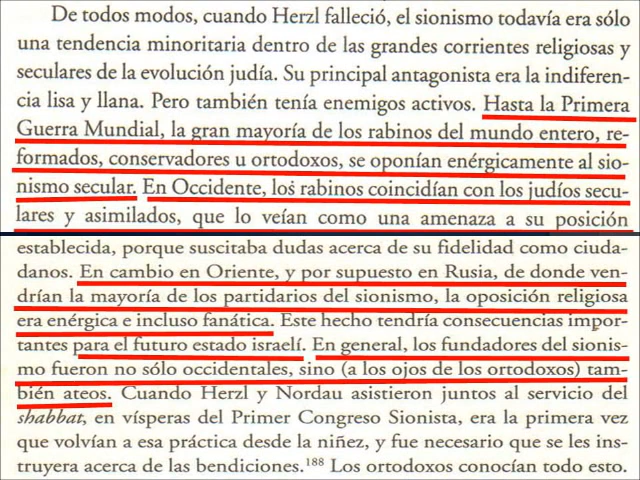 De todos modos, cuando Herzl falleció, el sionismo todavía era sólo
una tendencia minoritaria dentro de las grandes corrientes religiosas y
seculares de la evolución judía. Su principal antagonista era la indiferen-
cia lisa y llana. Pero también tenía enemigos activos. Hasta la Primera
Guerra Mundial, la gran mayoría de los rabinos del mundo entero, re-
formados, conservadores u ortodoxos, se oponían enérgicamente al sio-
nismo secular. En Occidente, los rabinos coincidían con los judíos secu-
lares y asimilados, que lo veían como una amenaza a su posición
establecida, porque suscitaba dudas acerca de su fidelidad como ciuda-
danos. En cambio en Oriente, y por supuesto en Rusia, de donde ven-
drían la mayoría de los partidarios del sionismo, la oposición religiosa
era enérgica e incluso fanática. Este hecho tendría consecuencias impor-
tantes para el futuro estado israelí. En general, los fundadores del sionis-
mo fueron no sólo occidentales, sino (a los ojos de los ortodoxos) tam-
bién ateos. Cuando Herzl y Nordau asistieron juntos al servicio del
shabbat, en vísperas del Primer Congreso Sionista, era la primera vez
que volvían a esa práctica desde la niñez, y fue necesario que se les ins-
truyera acerca de las bendiciones.188 Los ortodoxos conocían todo esto.